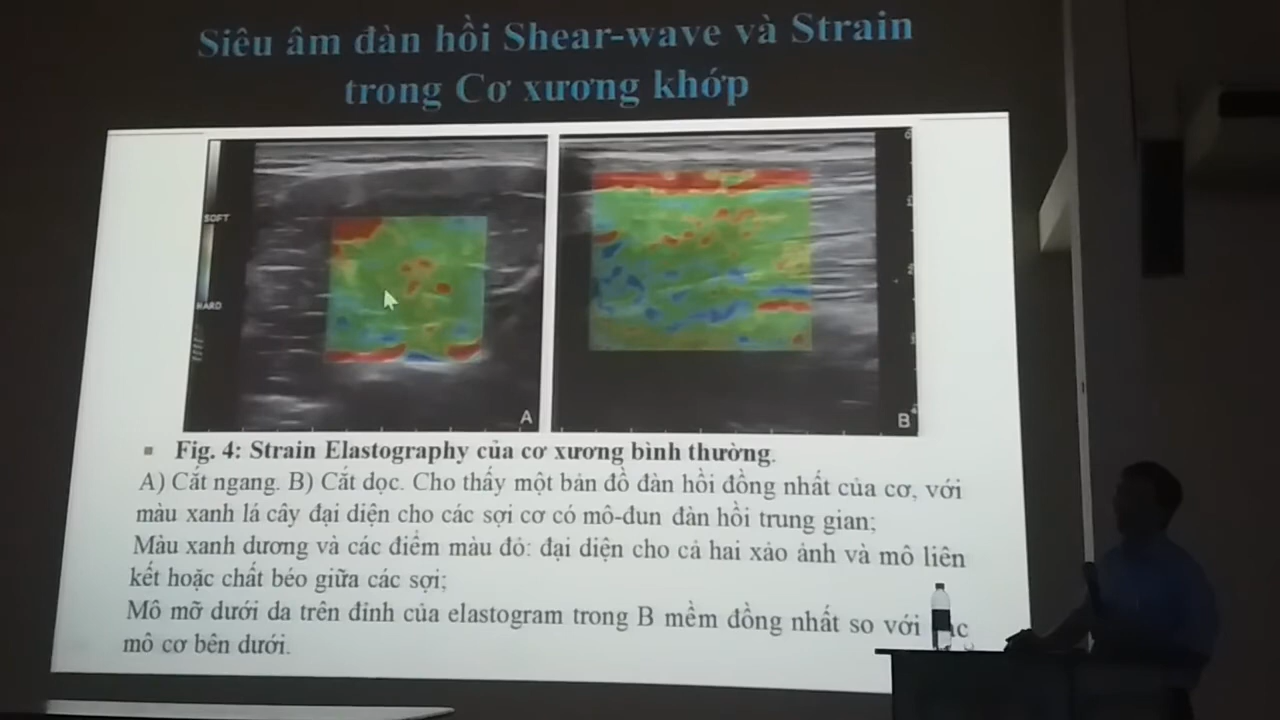 Siêu âm đàn hồi Shear-wave và Strain
trong Cơ xương khớp
SOFT
HARD
A
B
Fig. 4: Strain Elastography của cơ xương bình thường.
A) Cắt ngang. B) Cắt dọc. Cho thấy một bản đồ đàn hồi đồng nhất của cơ, với
màu xanh lá cây đại diện cho các sợi cơ có mô-đun đàn hồi trung gian;
Màu xanh dương và các điểm màu đỏ: đại diện cho cả hai xảo ảnh và mô liên
kết hoặc chất béo giữa các sợi;
Mô mỡ dưới da trên đỉnh của elastogram trong B mềm đồng nhất so với
mô cơ bên dưới.